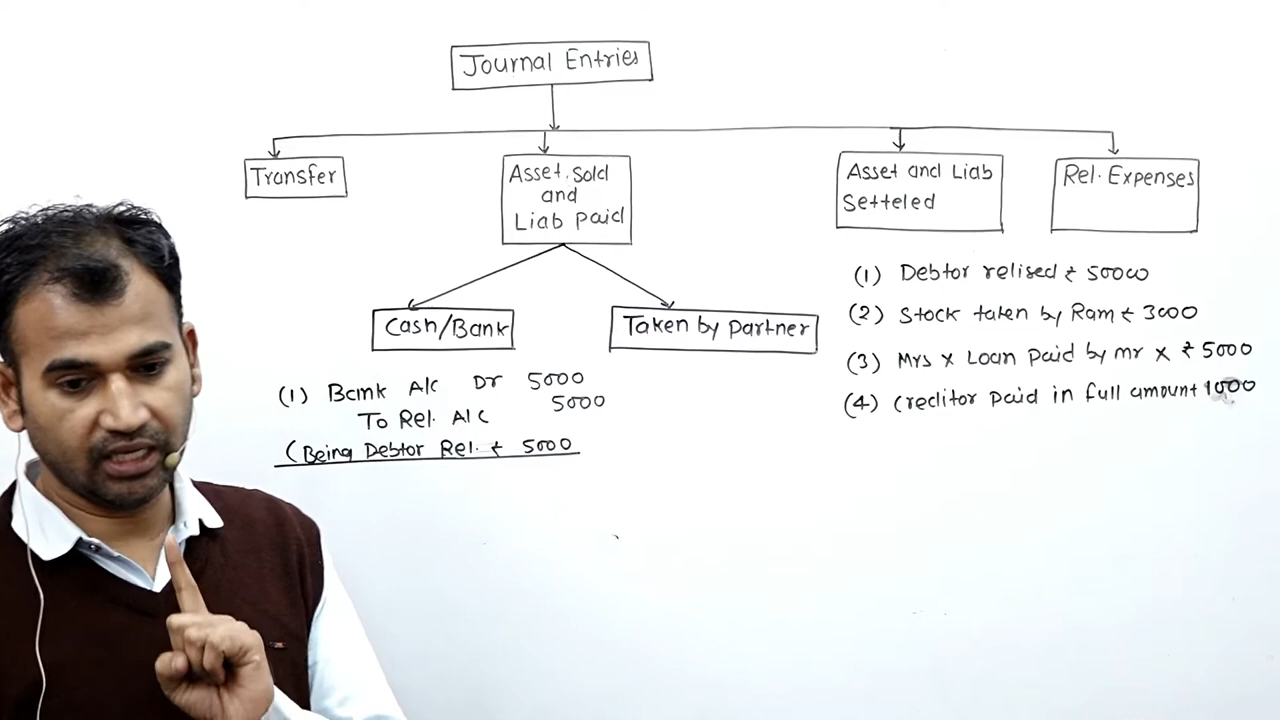 Journal Entries
Transfer
Asset. Sold
and
Liab paid
Asset and Liab
Setteled
Rel. Expenses
Cash/Bank
Taken by partner
(1) Bank A/c Dr 5000
To Rel. A/c 5000
(Being Debtor Rel. ₹ 5000
(1) Debtor relised ₹ 50000
(2) Stock taken by Ram ₹ 3000
(3) Mrs x Loan paid by mr x ₹ 5000
(4) Creditor paid in full amount 1000